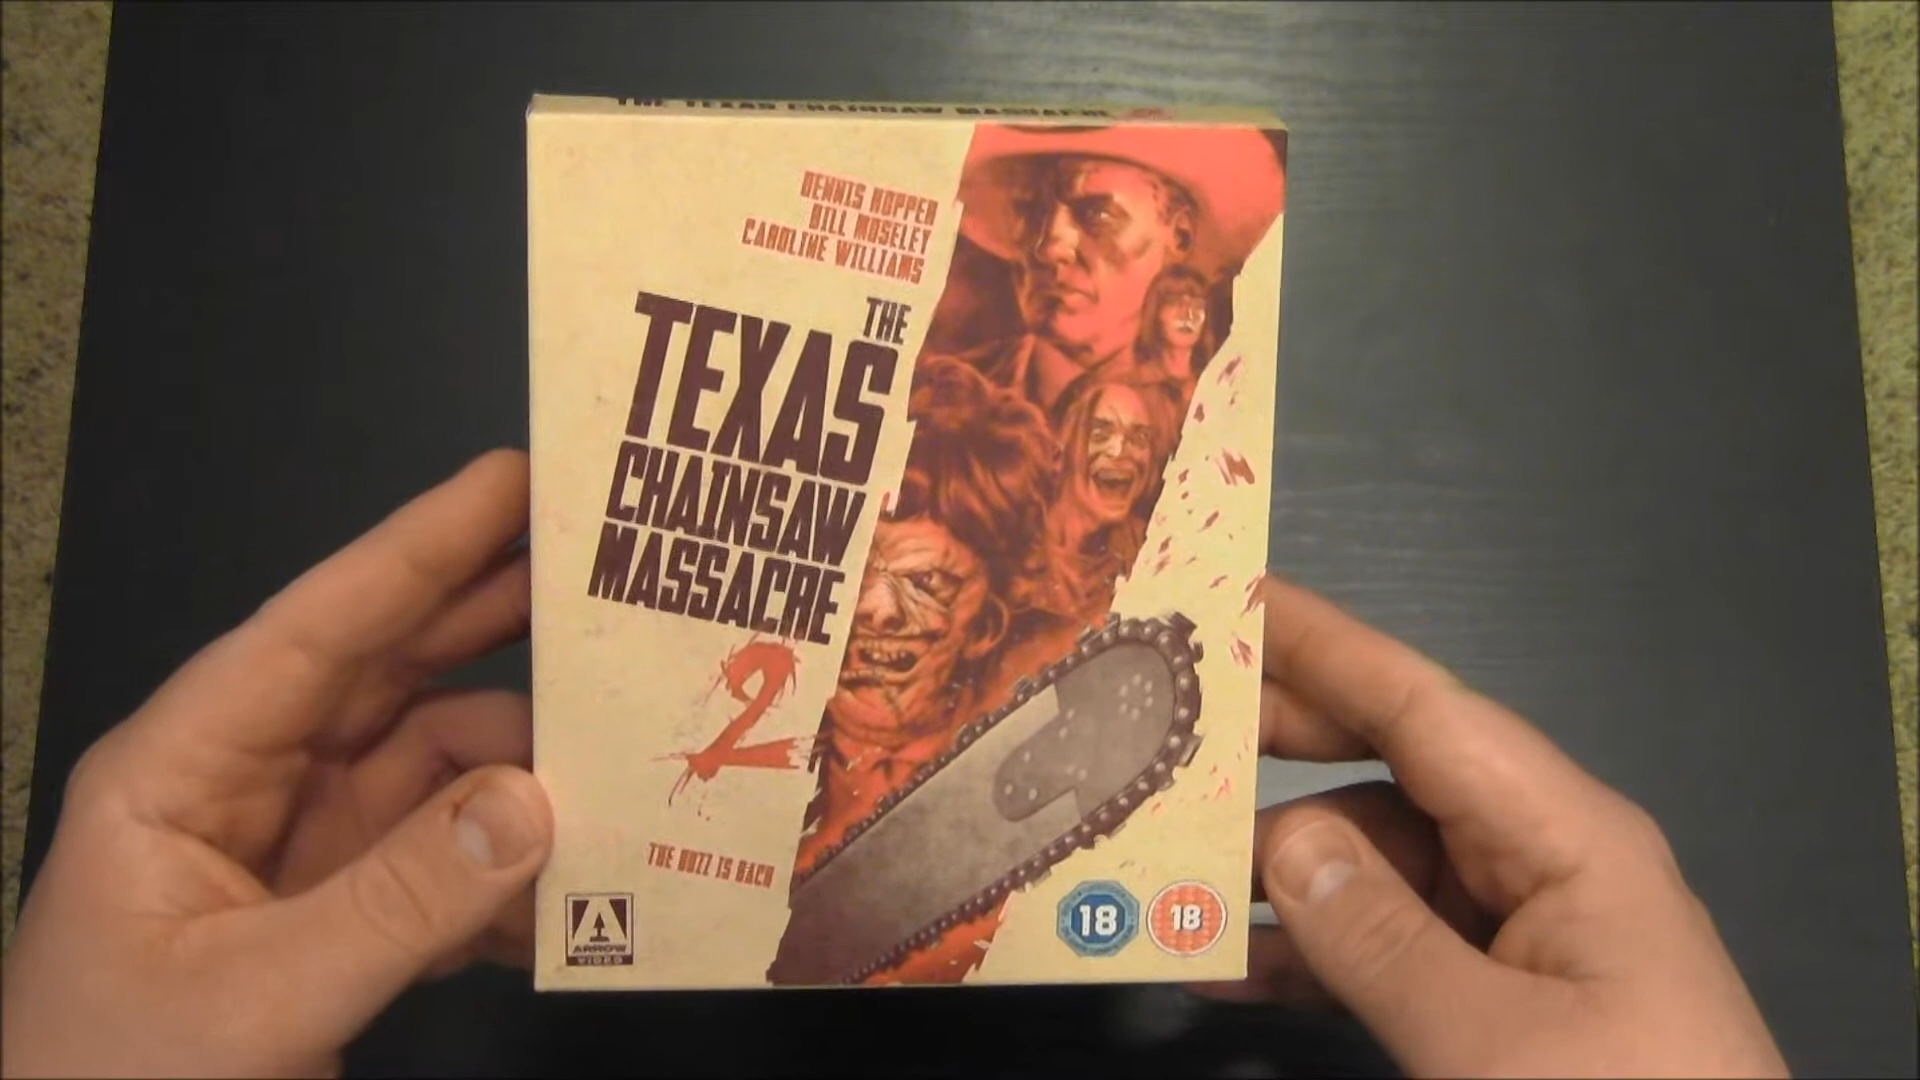 THE TEXAS CHAINSAW MASSACRE 2
DENNIS HOPPER
BILL MOSELEY
CAROLINE WILLIAMS
THE
TEXAS
CHAINSAW
MASSACRE
2
THE BUZZ IS BACK
A
ARROW
VIDEO
18
18